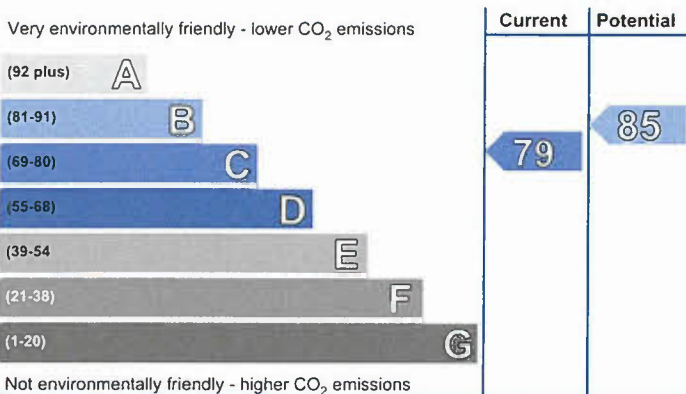 Current Potential
Very environmentally friendly - lower CO₂ emissions
(92 plus) A
(81-91) B 85
(69-80) C 79
(55-68) D
(39-54 E
(21-38) F
(1-20) G
Not environmentally friendly - higher CO₂ emissions